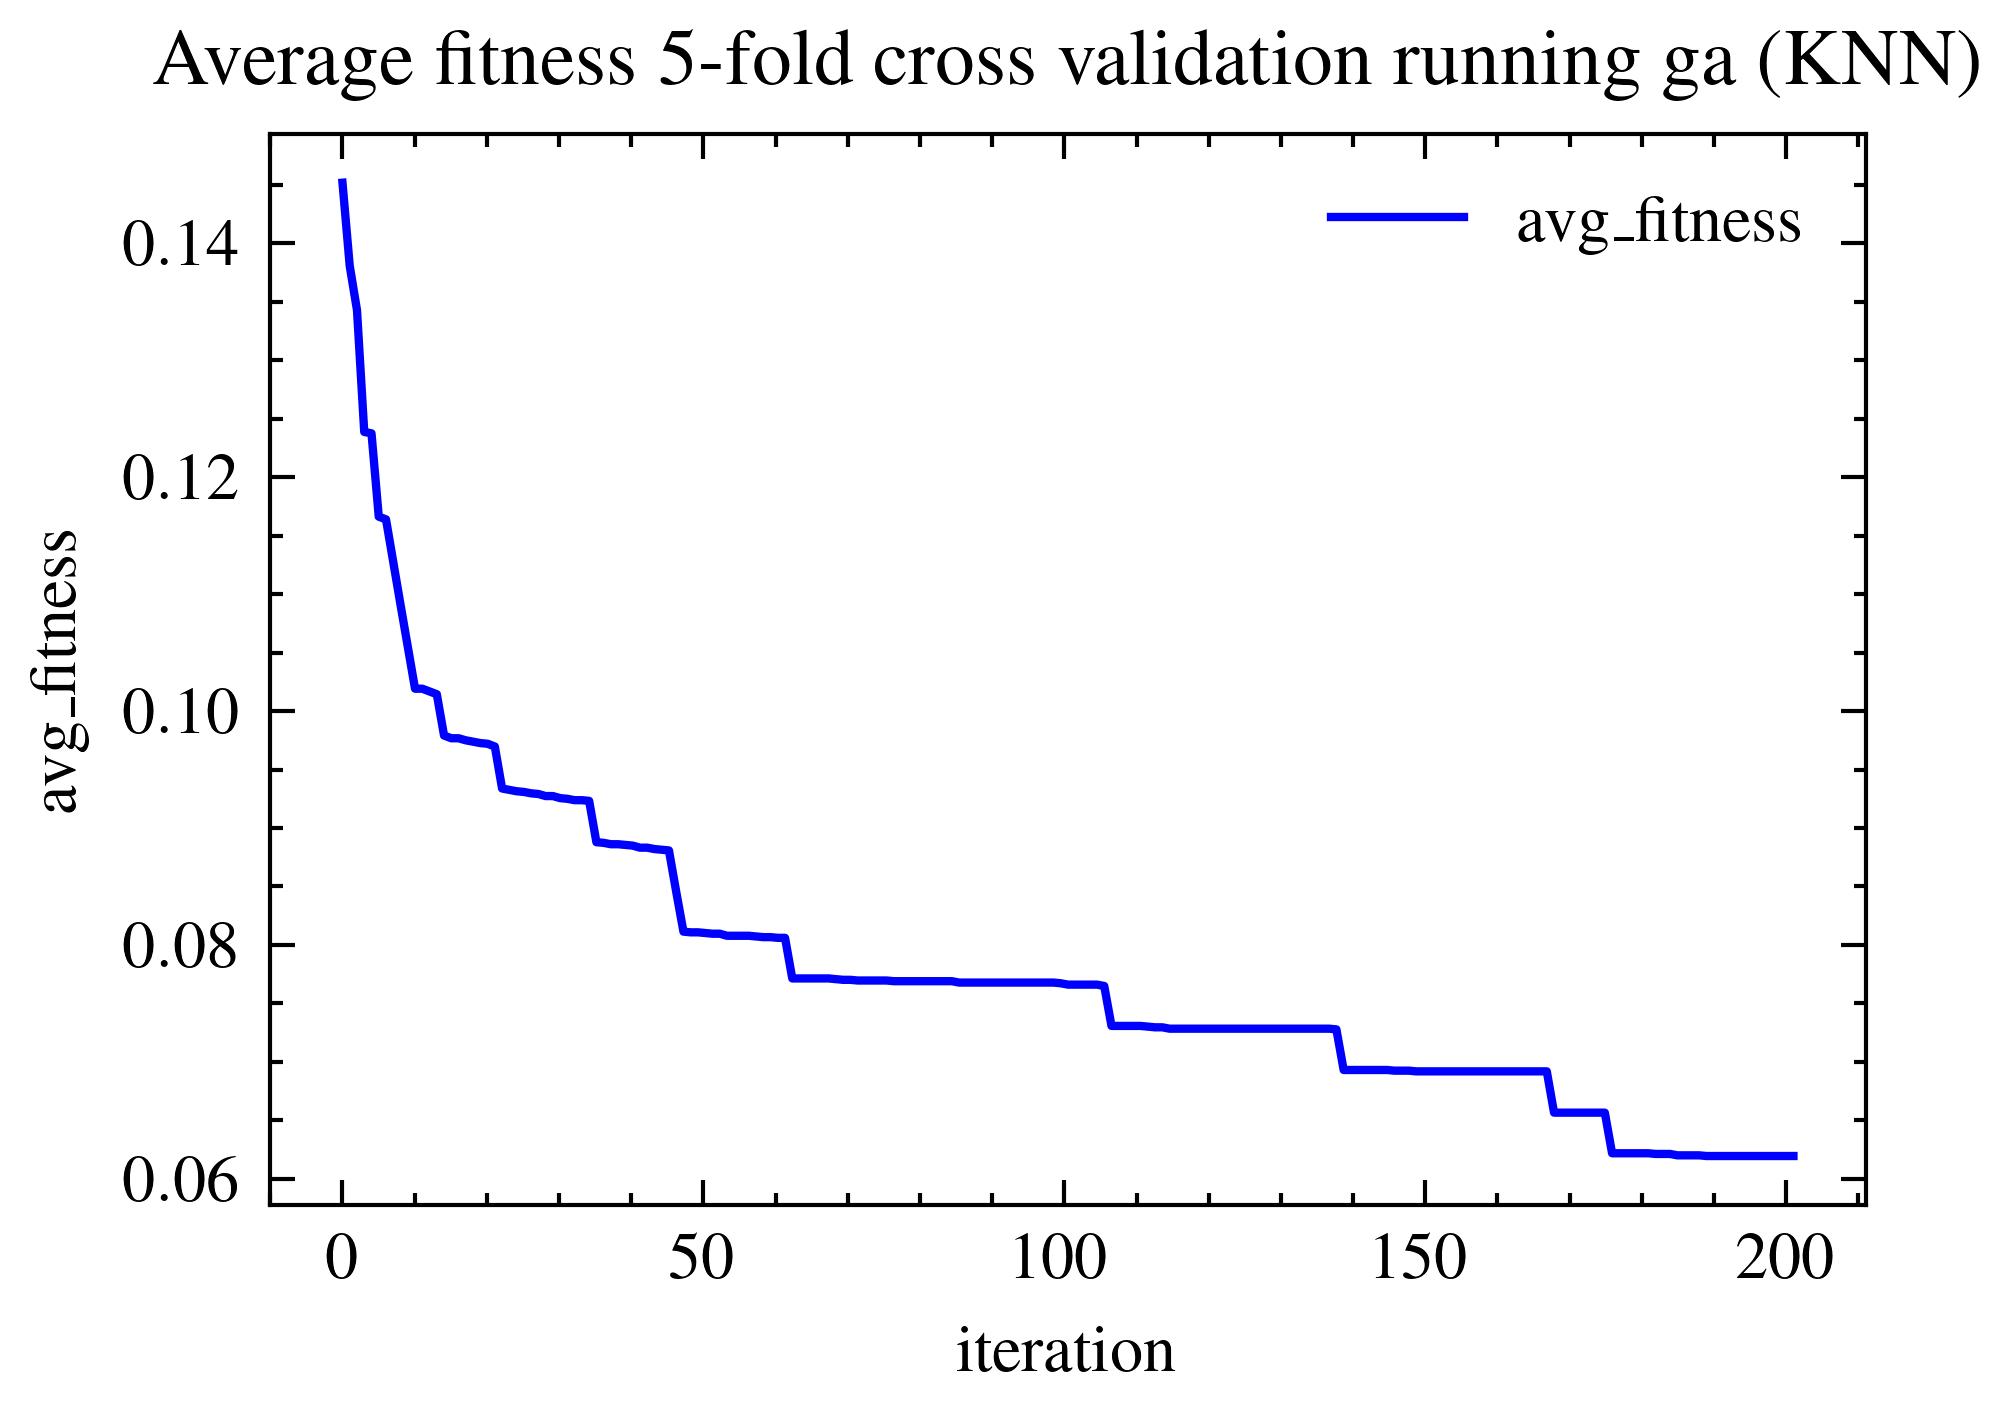 Average fitness 5-fold cross validation running ga (KNN)
avg_fitness
0.14
0.12
0.10
0.08
0.06
avg_fitness
0 50 100 150 200
iteration